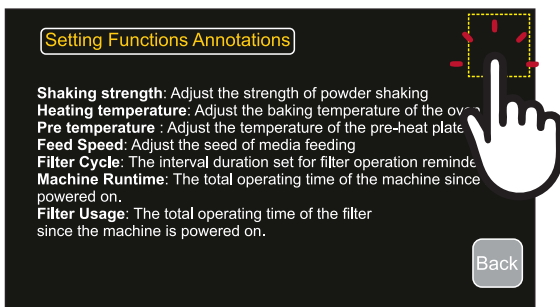 Setting Functions Annotations
Shaking strength: Adjust the strength of powder shaking
Heating temperature: Adjust the baking temperature of the
Pre temperature : Adjust the temperature of the pre-heat plate
Feed Speed: Adjust the seed of media feeding
Filter Cycle: The interval duration set for filter operation
Machine Runtime: The total operating time of the machine since
powered on.
Filter Usage: The total operating time of the filter
since the machine is powered on.
Back